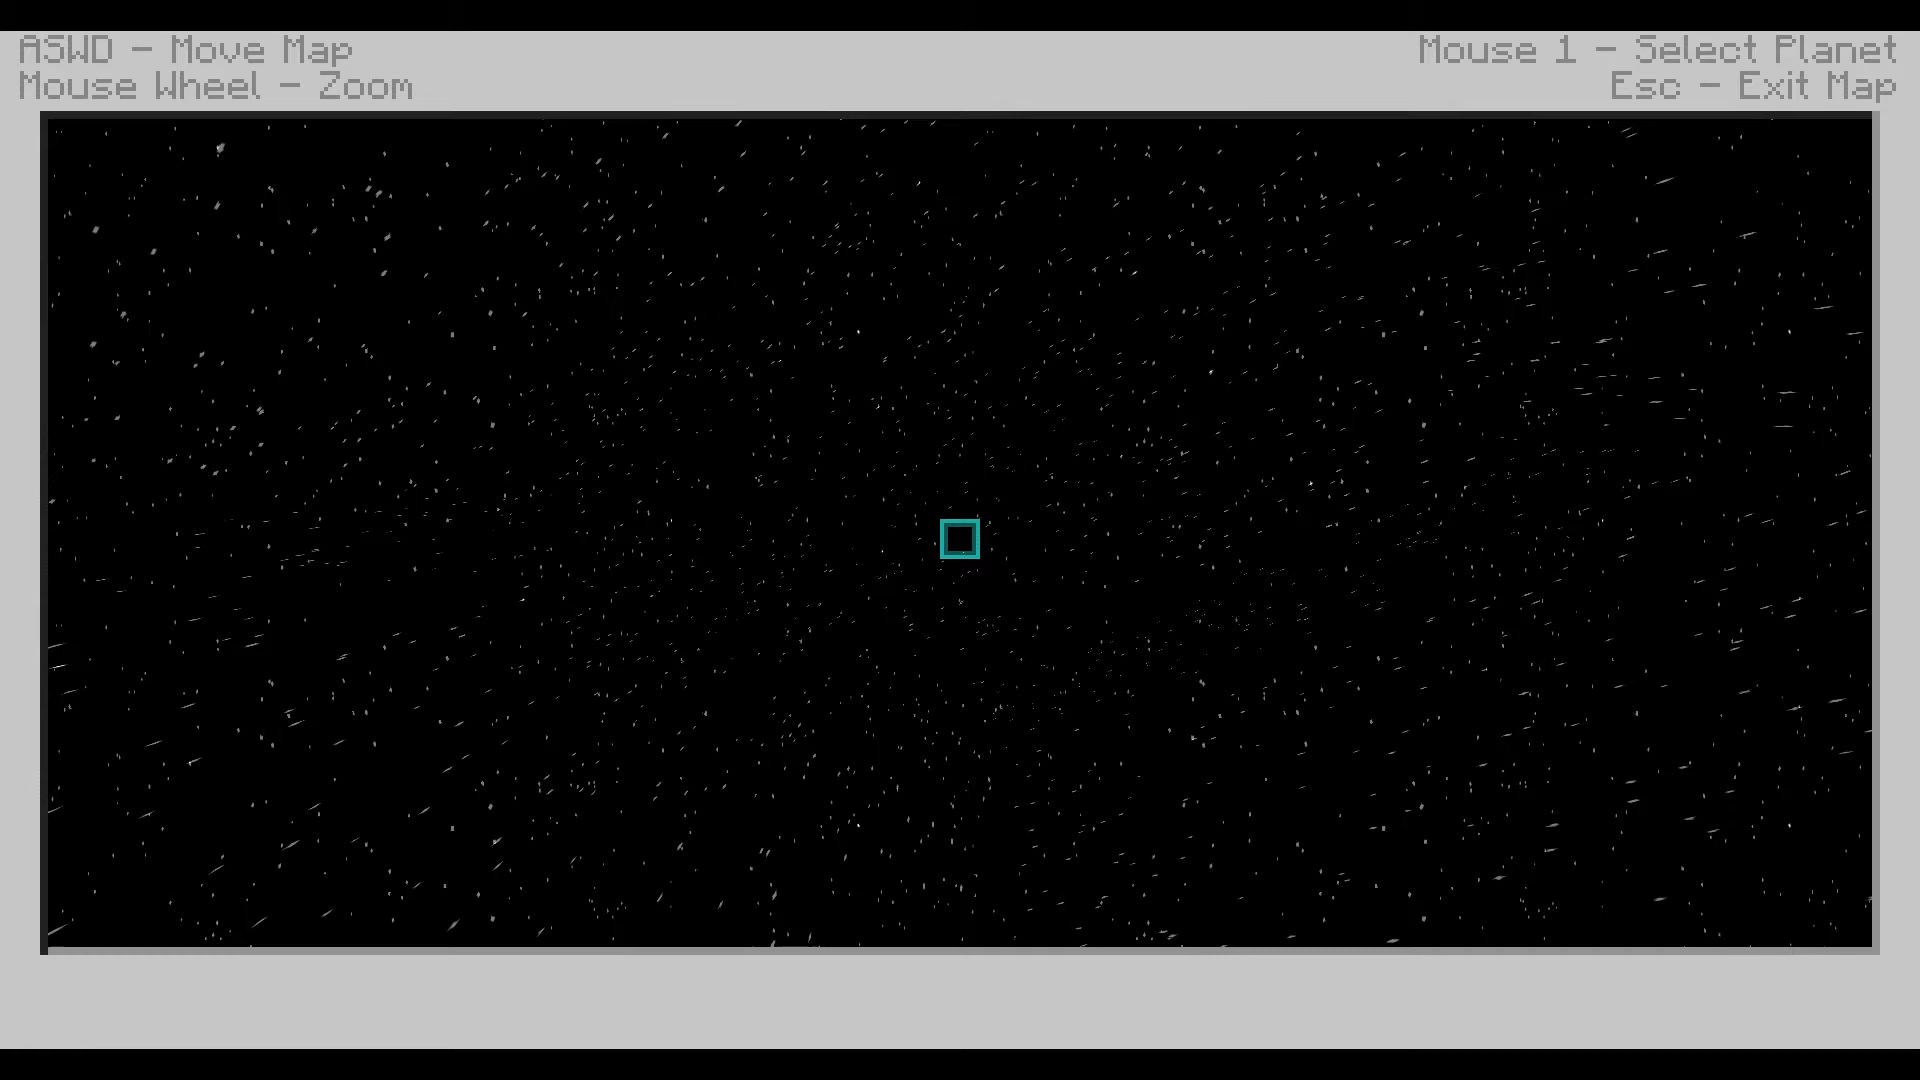 ASWD - Move Map
Mouse Wheel - Zoom
Mouse 1 - Select Planet
Esc - Exit Map